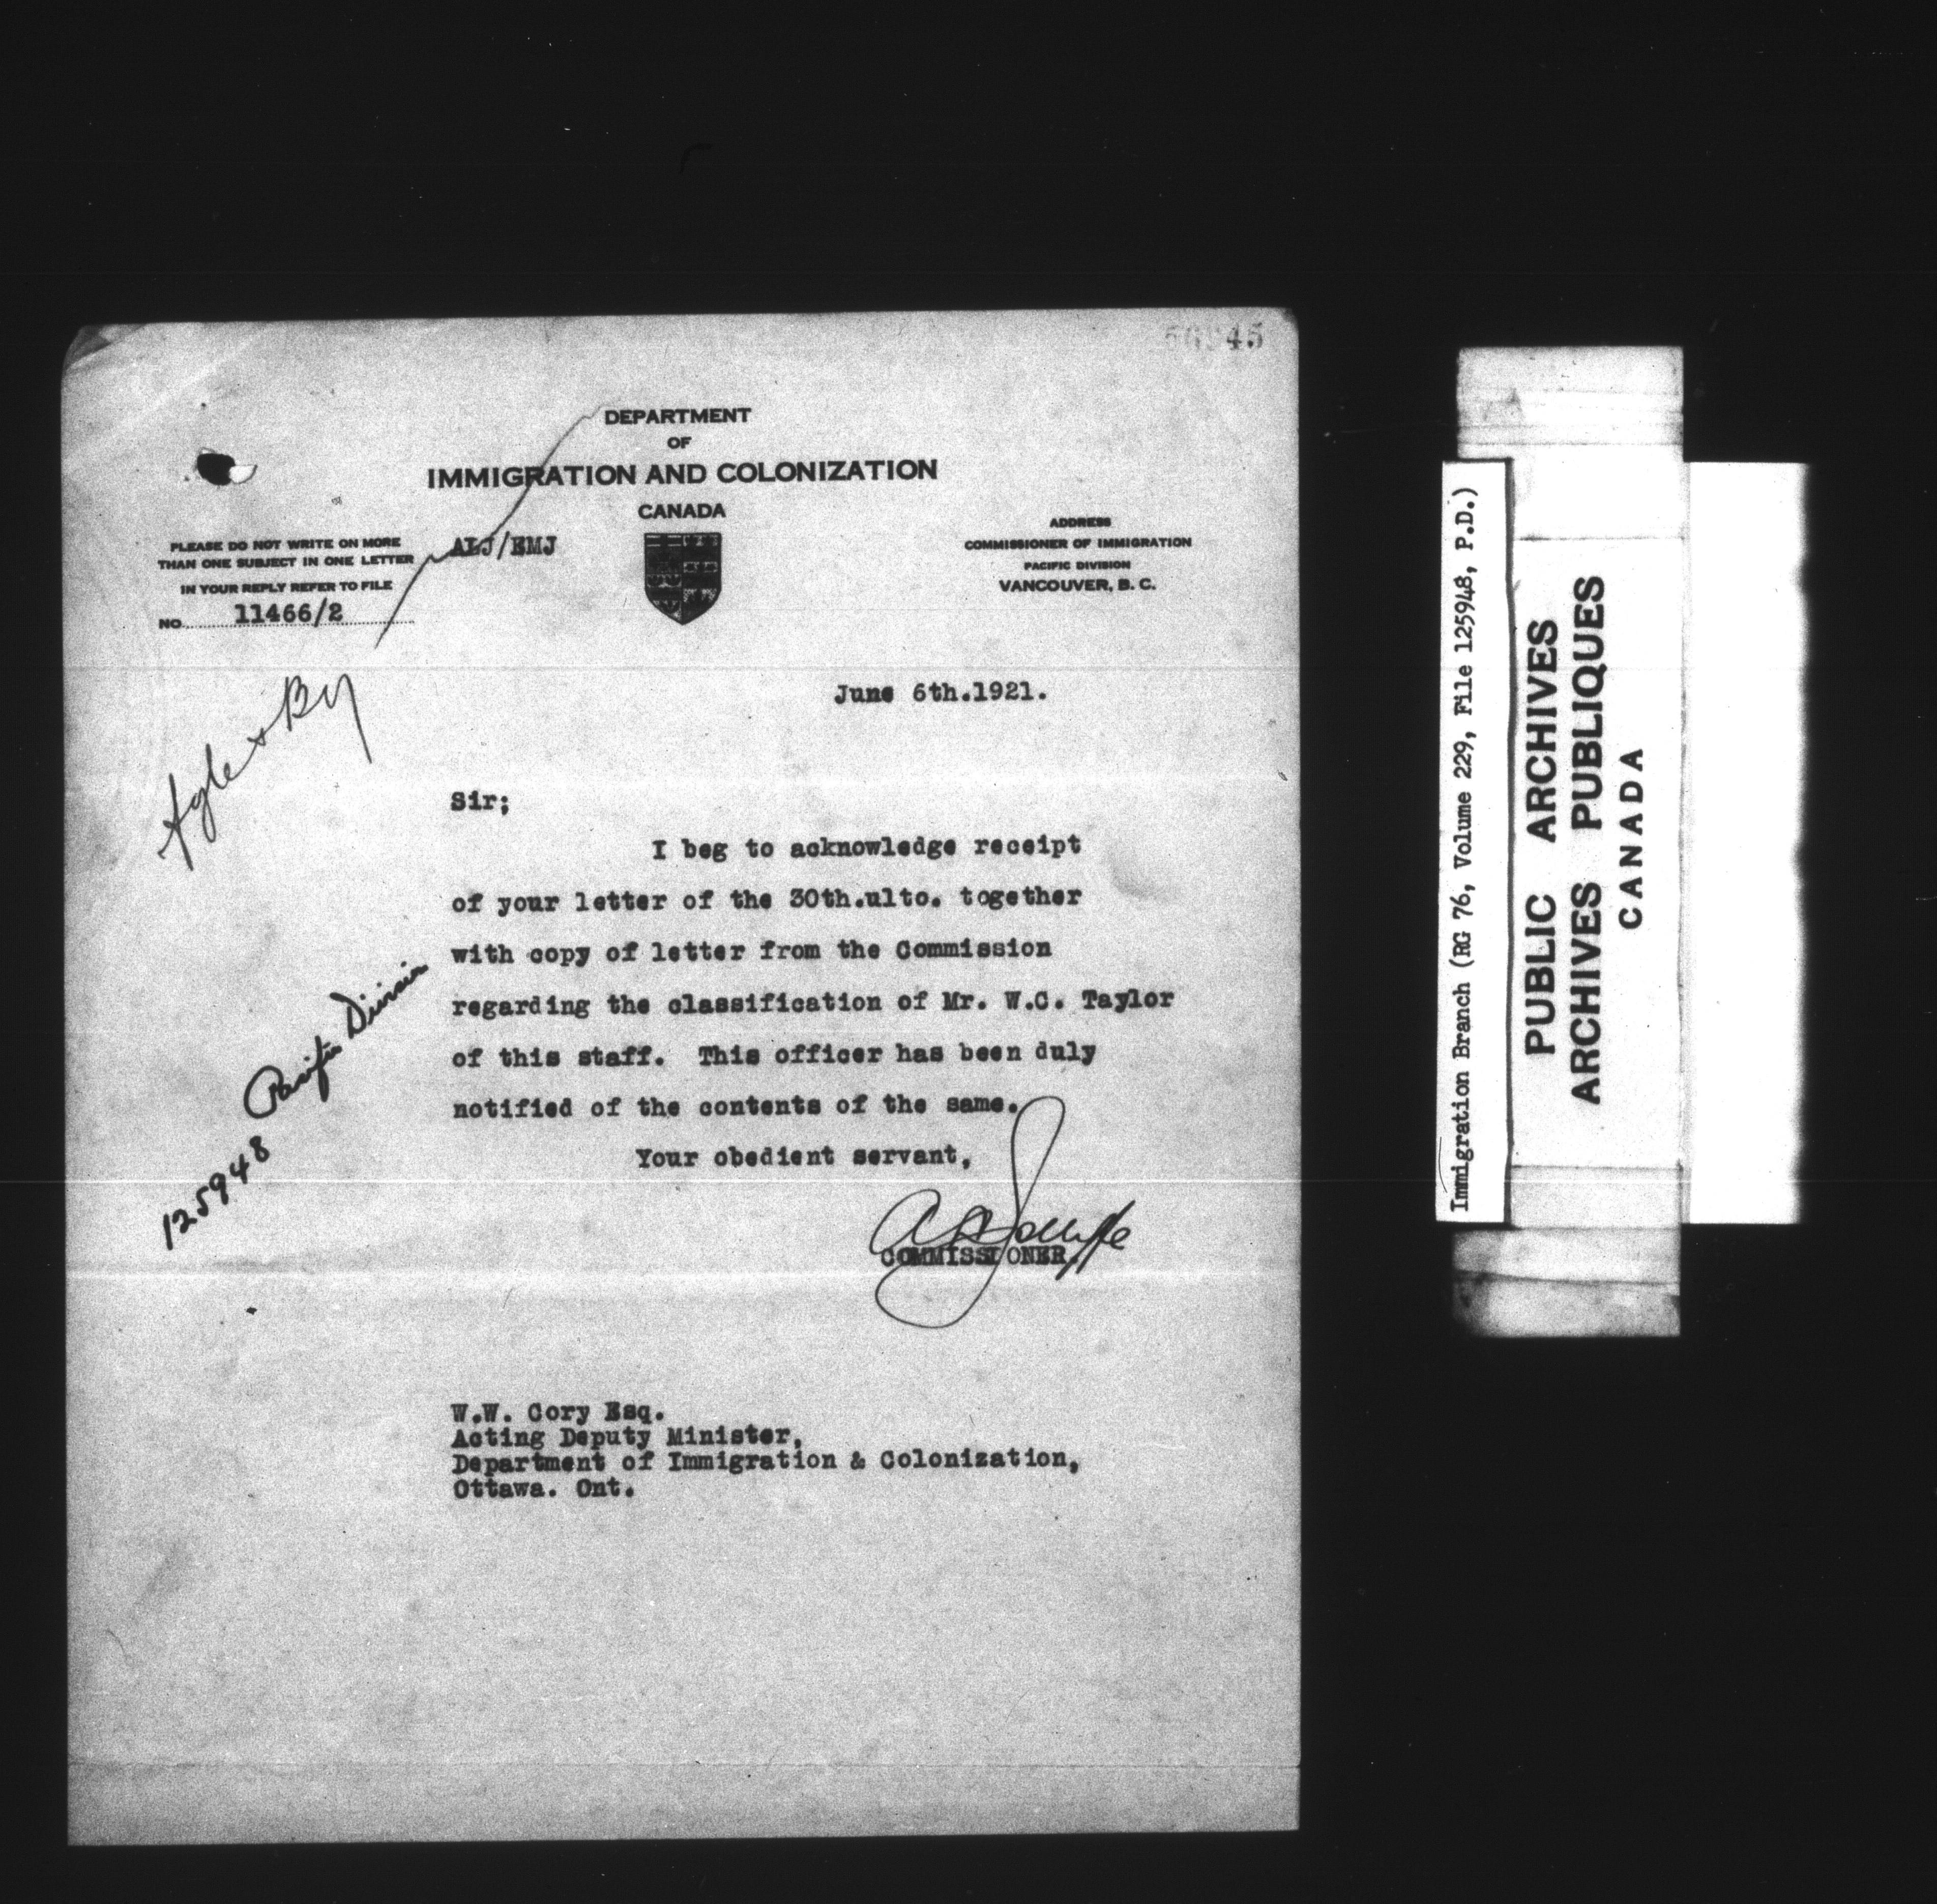 DEPARTMENT
OF
IMMIGRATION AND COLONIZATION
CANADA
PLEASE DO NOT WRITE ON MORE
THAN ONE SUBJECT IN ONE LETTER
IN YOUR REPLY REFER TO FILE
NO. 11466/2
ALJ/EMJ
ADDRESS
COMMISSIONER OF IMMIGRATION
PACIFIC DIVISION
VANCOUVER, B. C.
June 6th.1921.
Sir;
I beg to acknowledge receipt
of your letter of the 30th.ulto. together
with copy of letter from the Commission
regarding the classification of Mr. W.C. Taylor
of this staff. This officer has been duly
notified of the contents of the same.
Your obedient servant,
COMMISSIONER.
W.W. Cory Esq.
Acting Deputy Minister,
Department of Immigration & Colonization,
Ottawa. Ont.
Pacific Division
125948
Immigration Branch (RG 76, Volume 229, File 125948, P.D.)
PUBLIC ARCHIVES
ARCHIVES PUBLIQUES
CANADA